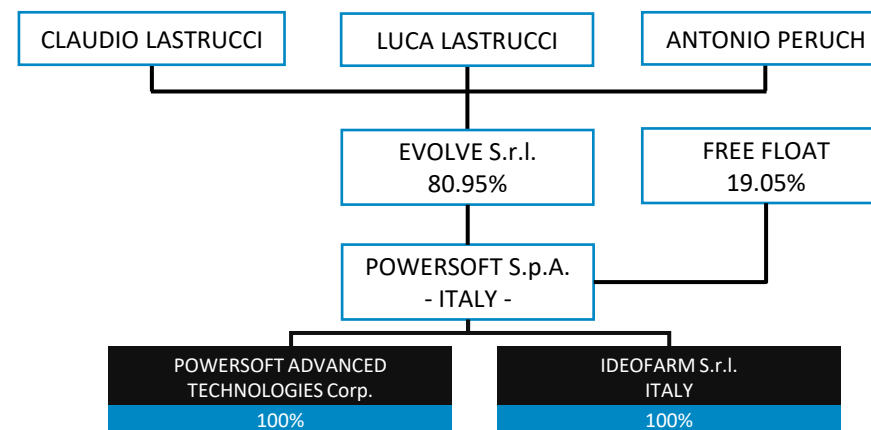 CLAUDIO LASTRUCCI
LUCA LASTRUCCI
ANTONIO PERUCH
EVOLVE S.r.l.
80.95%
FREE FLOAT
19.05%
POWERSOFT S.p.A.
- ITALY -
POWERSOFT ADVANCED
TECHNOLOGIES Corp.
100%
IDEOFARM S.r.l.
ITALY
100%